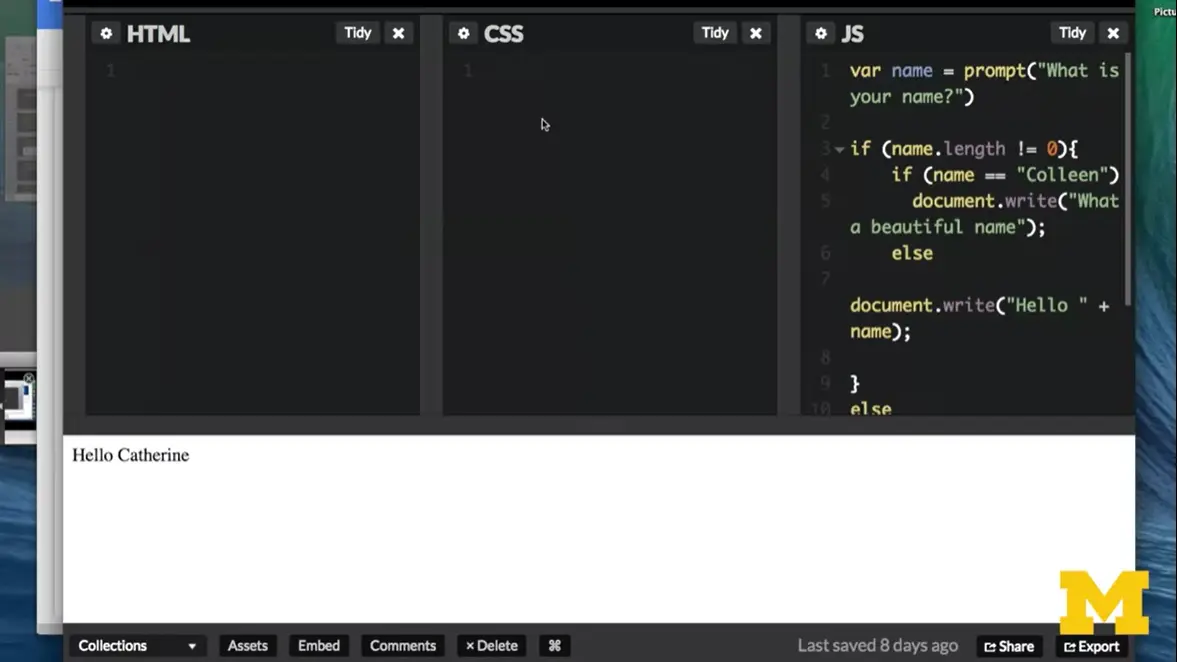 Pictu
HTML
Tidy
CSS
Tidy
JS
Tidy
1
1
1 var name = prompt("What is
your name?")
2
3 if (name.length != 0){
4 if (name == "Colleen")
5 document.write("What
a beautiful name");
6 else
7
document.write("Hello " +
name);
8
9 }
10 else
Hello Catherine
M
Collections
Assets
Embed
Comments
× Delete
⌘
Last saved 8 days ago
Share
Export